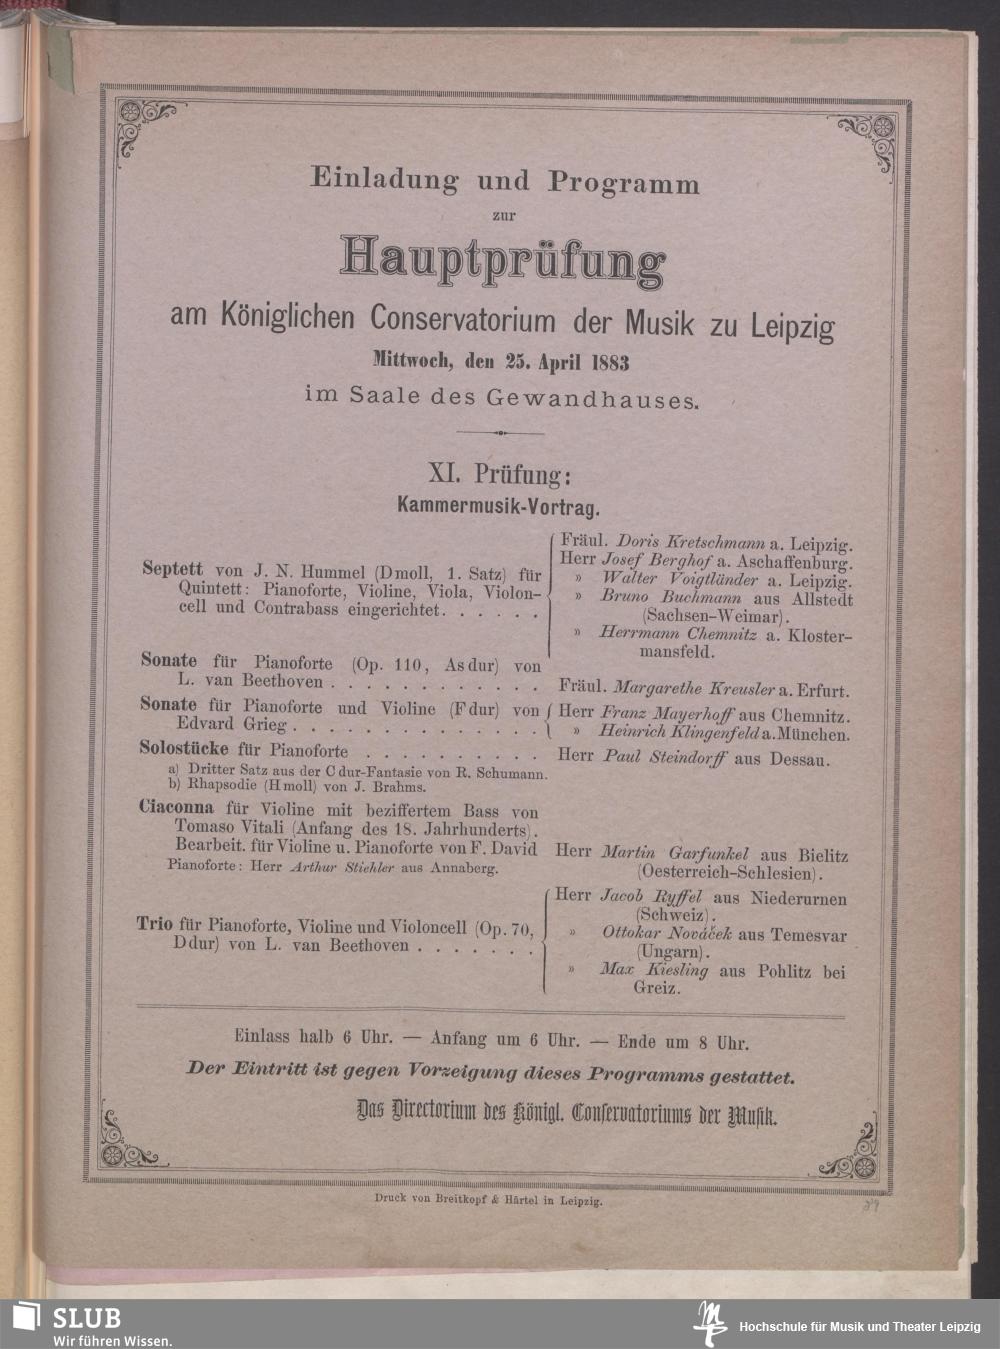 Einladung und Programm
zur
Hauptprüfung
am Königlichen Conservatorium der Musik zu Leipzig
Mittwoch, den 25. April 1883
im Saale des Gewandhauses.
XI. Prüfung:
Kammermusik-Vortrag.
Septett von J. N. Hummel (Dmoll, 1. Satz) für
Quintett: Pianoforte, Violine, Viola, Violon-
cell und Contrabass eingerichtet. . . . . .
Fräul. Doris Kretschmann a. Leipzig.
Herr Josef Berghof a. Aschaffenburg.
» Walter Voigtländer a. Leipzig.
» Bruno Buchmann aus Allstedt
(Sachsen-Weimar).
» Herrmann Chemnitz a. Kloster-
mansfeld.
Sonate für Pianoforte (Op. 110, Asdur) von
L. van Beethoven . . . . . . . . . . . . Fräul. Margarethe Kreusler a. Erfurt.
Sonate für Pianoforte und Violine (Fdur) von
Edvard Grieg . . . . . . . . . . . . . .
Herr Franz Mayerhoff aus Chemnitz.
» Heinrich Klingenfeld a. München.
Solostücke für Pianoforte . . . . . . . . . . Herr Paul Steindorff aus Dessau.
a) Dritter Satz aus der Cdur-Fantasie von R. Schumann.
b) Rhapsodie (Hmoll) von J. Brahms.
Ciaconna für Violine mit beziffertem Bass von
Tomaso Vitali (Anfang des 18. Jahrhunderts).
Bearbeit. für Violine u. Pianoforte von F. David
Pianoforte: Herr Arthur Stiehler aus Annaberg.
Herr Martin Garfunkel aus Bielitz
(Oesterreich-Schlesien).
Trio für Pianoforte, Violine und Violoncell (Op. 70,
Ddur) von L. van Beethoven . . . . . . .
Herr Jacob Ryffel aus Niederurnen
(Schweiz).
» Ottokar Nováček aus Temesvar
(Ungarn).
» Max Kiesling aus Pohlitz bei
Greiz.
Einlass halb 6 Uhr. — Anfang um 6 Uhr. — Ende um 8 Uhr.
Der Eintritt ist gegen Vorzeigung dieses Programms gestattet.
Das Directorium des Königl. Conservatoriums der Musik.
Druck von Breitkopf & Härtel in Leipzig.
SLUB
Wir führen Wissen.
Hochschule für Musik und Theater Leipzig